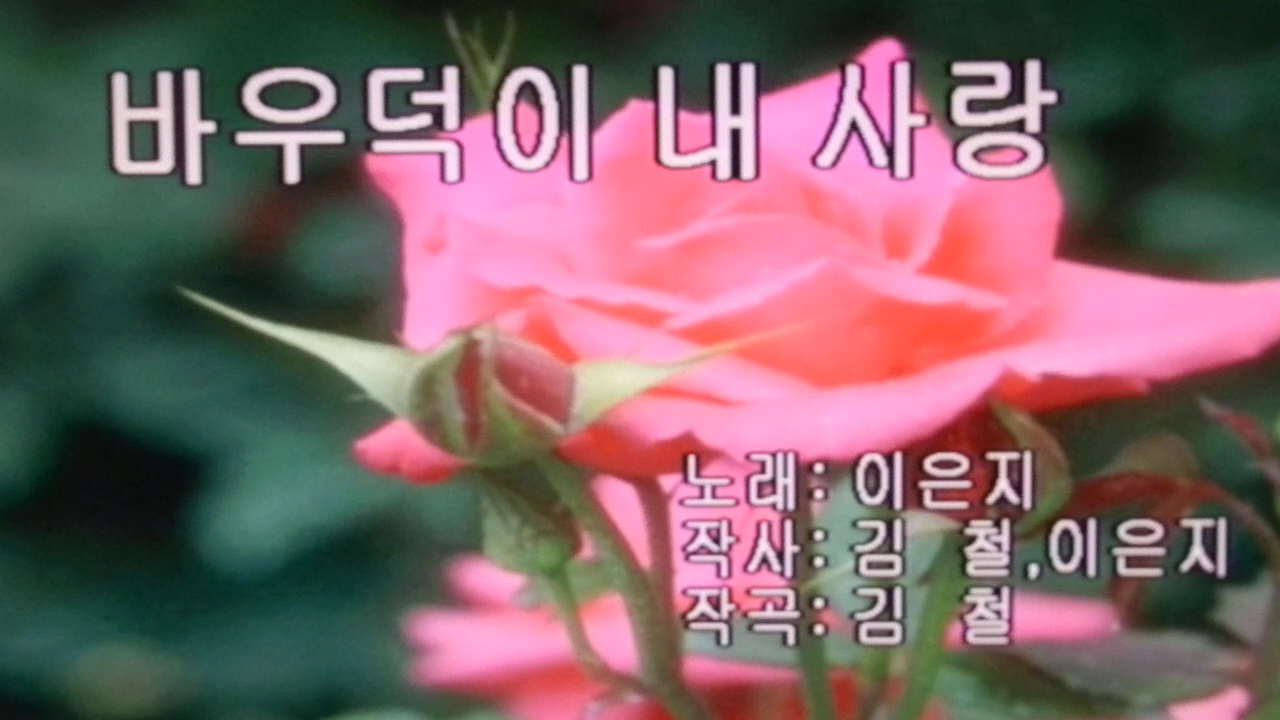 바우덕이 내 사랑
노래: 이은지
작사: 김 철,이은지
작곡: 김 철